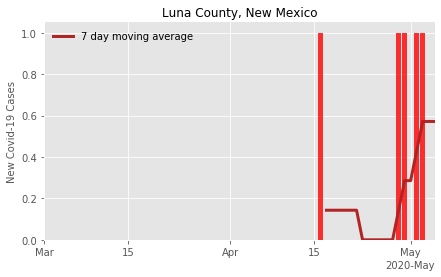 Luna County, New Mexico
7 day moving average
New Covid-19 Cases
1.0
0.8
0.6
0.4
0.2
0.0
Mar
15
Apr
15
May
2020-May